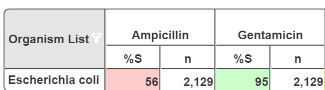 Organism List Ampicillin Gentamicin
%S n %S n
Escherichia coli 56 2,129 95 2,129